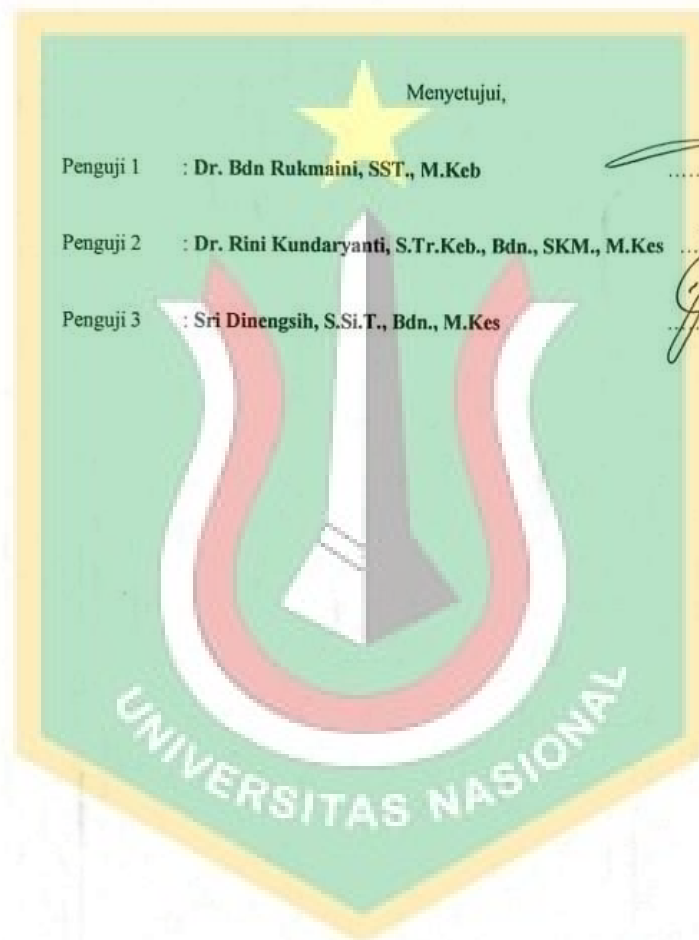 Menyetujui,
Penguji 1 : Dr. Bdn Rukmaini, SST., M.Keb
Penguji 2 : Dr. Rini Kundaryanti, S.Tr.Keb., Bdn., SKM., M.Kes
Penguji 3 : Sri Dinengsih, S.Si.T., Bdn., M.Kes
UNIVERSITAS NASIONAL